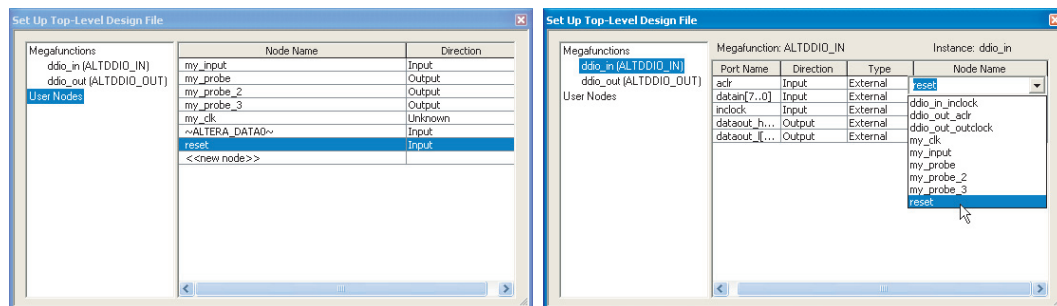 Set Up Top-Level Design File
Megafunctions
ddio_in (ALTDDIO_IN)
ddio_out (ALTDDIO_OUT)
User Nodes
Node Name Direction
my_input Input
my_probe Output
my_probe_2 Output
my_probe_3 Output
my_clk Unknown
~ALTERA_DATA0~ Input
reset Input
<<new node>>
Set Up Top-Level Design File
Megafunctions
ddio_in (ALTDDIO_IN)
ddio_out (ALTDDIO_OUT)
User Nodes
Megafunction: ALTDDIO_IN Instance: ddio_in
Port Name Direction Type Node Name
aclr Input External reset
datain[7..0] Input External
inclock Input External
dataout_h... Output External
dataout_l[... Output External
ddio_in_inclock
ddio_out_aclr
ddio_out_outclock
my_clk
my_input
my_probe
my_probe_2
my_probe_3
reset